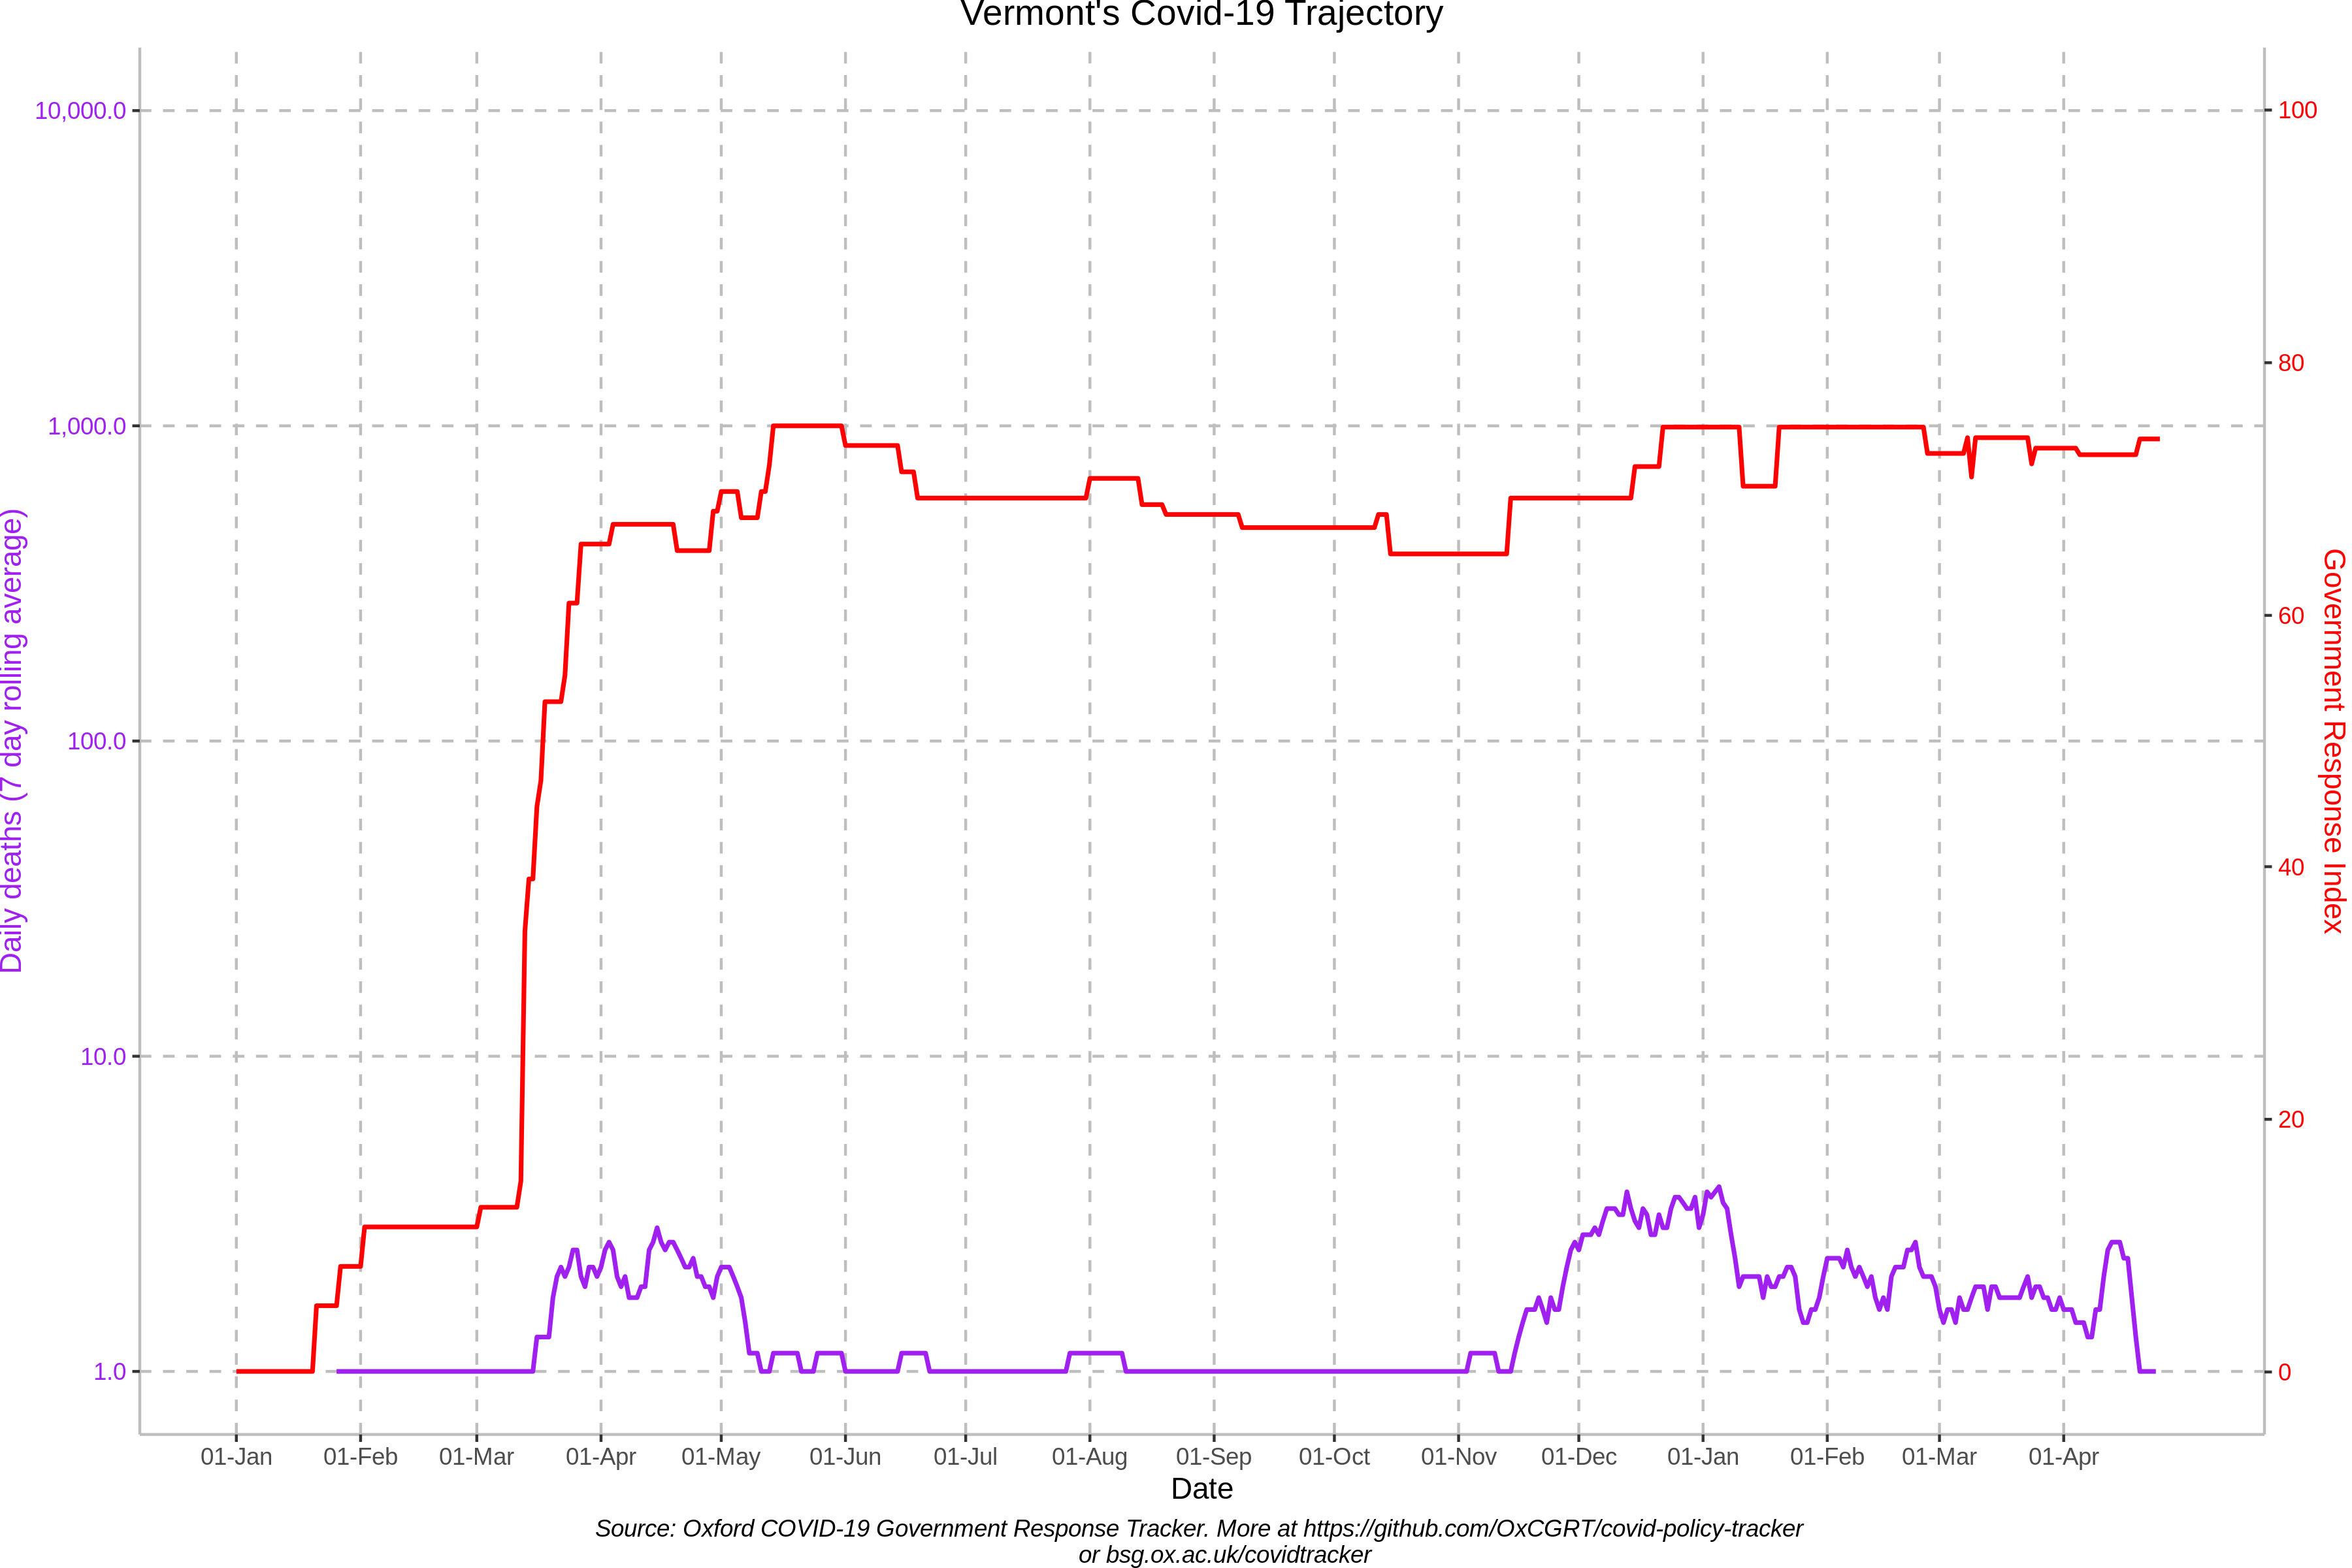 Vermont's Covid-19 Trajectory
10,000.0
1,000.0
100.0
10.0
1.0
Daily deaths (7 day rolling average)
100
80
60
40
20
0
Government Response Index
01-Jan 01-Feb 01-Mar 01-Apr 01-May 01-Jun 01-Jul 01-Aug 01-Sep 01-Oct 01-Nov 01-Dec 01-Jan 01-Feb 01-Mar 01-Apr
Date
Source: Oxford COVID-19 Government Response Tracker. More at https://github.com/OxCGRT/covid-policy-tracker
or bsg.ox.ac.uk/covidtracker